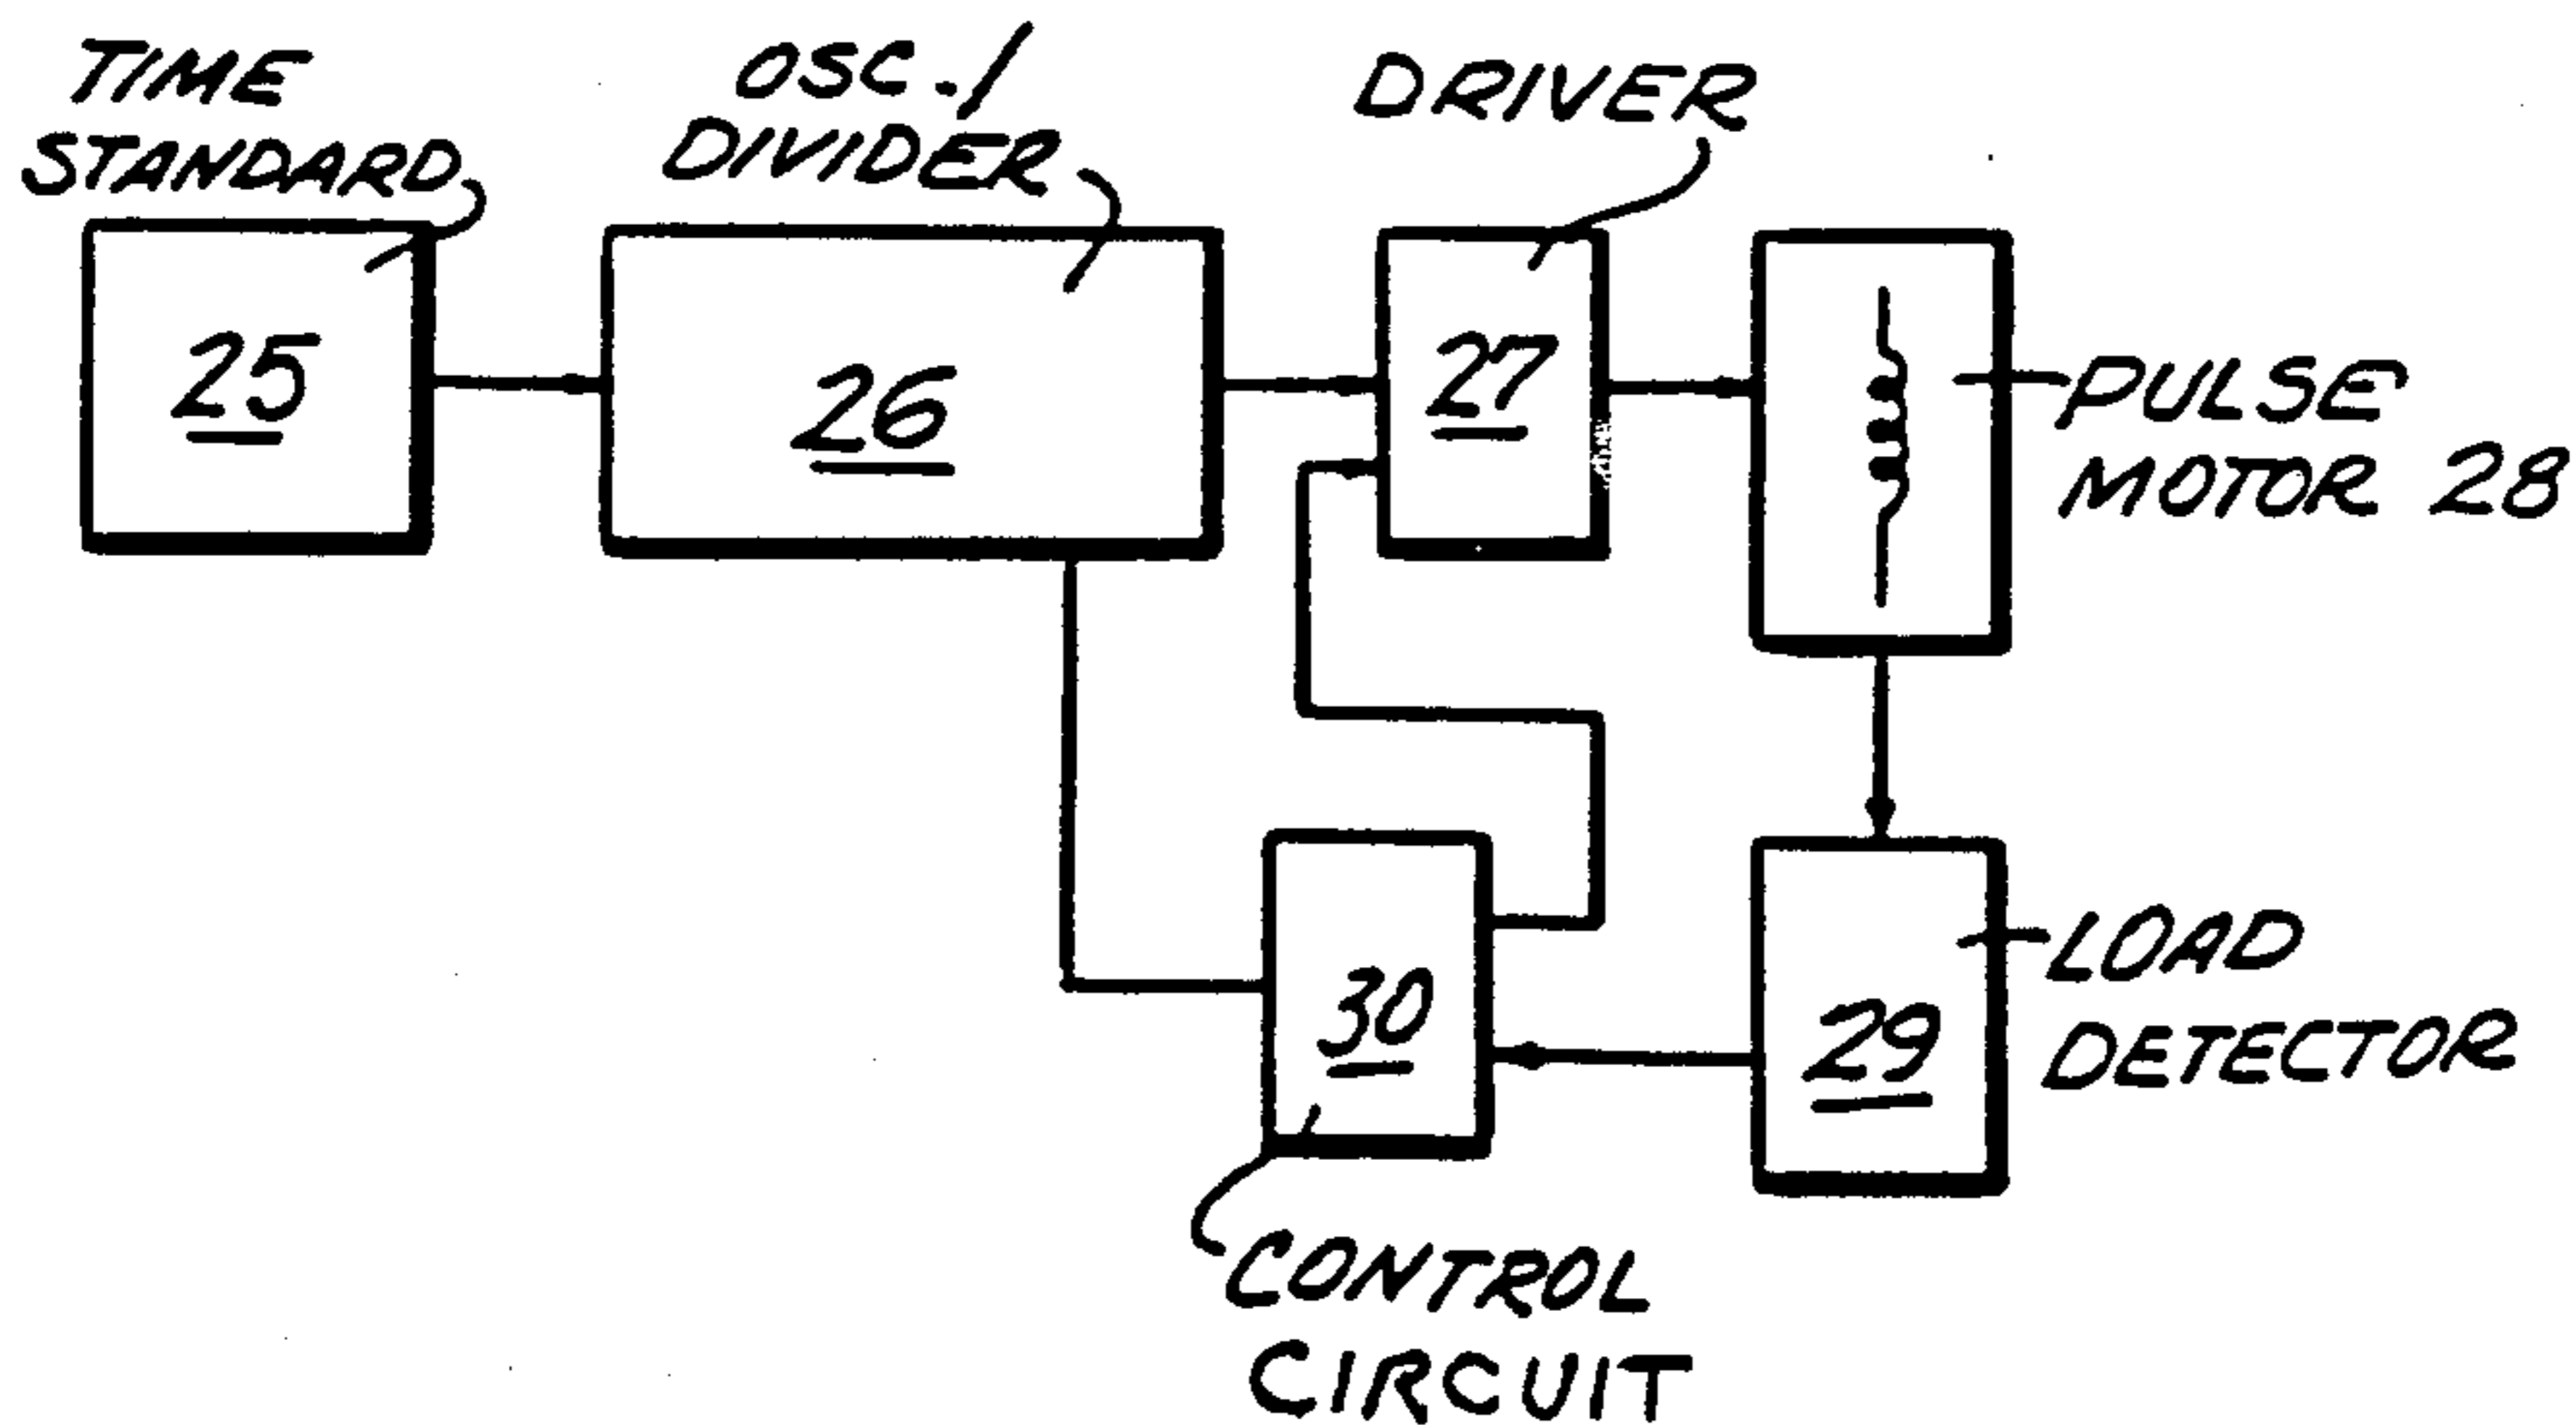 TIME
STANDARD
OSC./
DIVIDER
DRIVER
25
26
27
PULSE
MOTOR 28
30
29
LOAD
DETECTOR
CONTROL
CIRCUIT